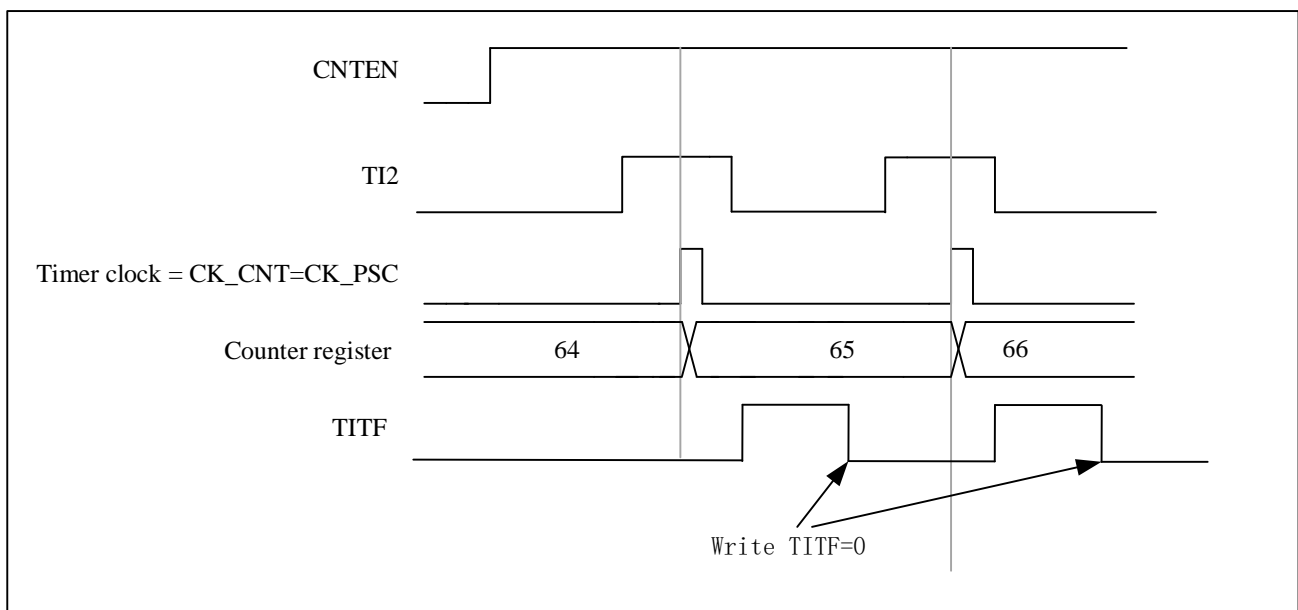 CNTEN
TI2
Timer clock = CK_CNT=CK_PSC
Counter register
64
65
66
TITF
Write TITF=0